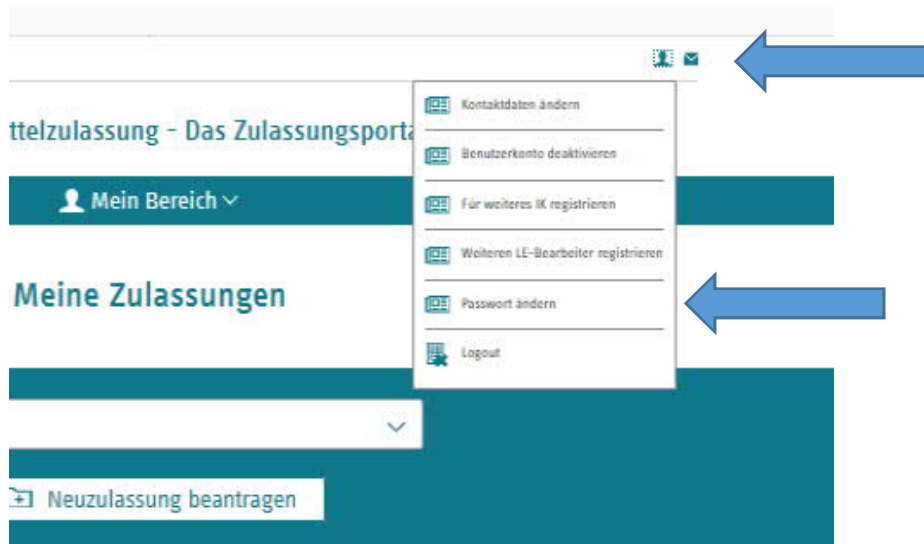 Kontaktdaten ändern
ttelzulassung - Das Zulassungsporta
Benutzerkonto deaktivieren
Mein Bereich
Für weiteres IK registrieren
Weiteren LE-Bearbeiter registrieren
Meine Zulassungen
Passwort ändern
Logout
Neuzulassung beantragen